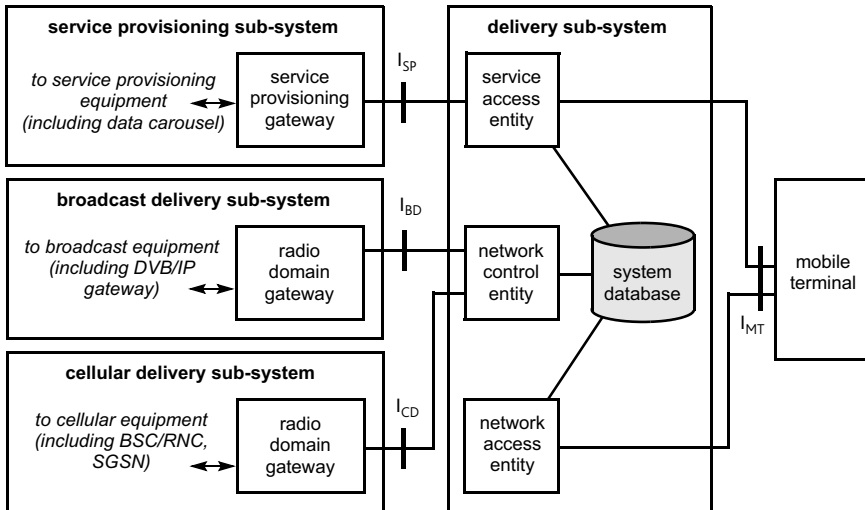 service provisioning sub-system
to service provisioning
equipment
(including data carousel)
service
provisioning
gateway
I_SP
delivery sub-system
service
access
entity
broadcast delivery sub-system
to broadcast equipment
(including DVB/IP
gateway)
radio
domain
gateway
I_BD
network
control
entity
system
database
mobile
terminal
I_MT
cellular delivery sub-system
to cellular equipment
(including BSC/RNC,
SGSN)
radio
domain
gateway
I_CD
network
access
entity